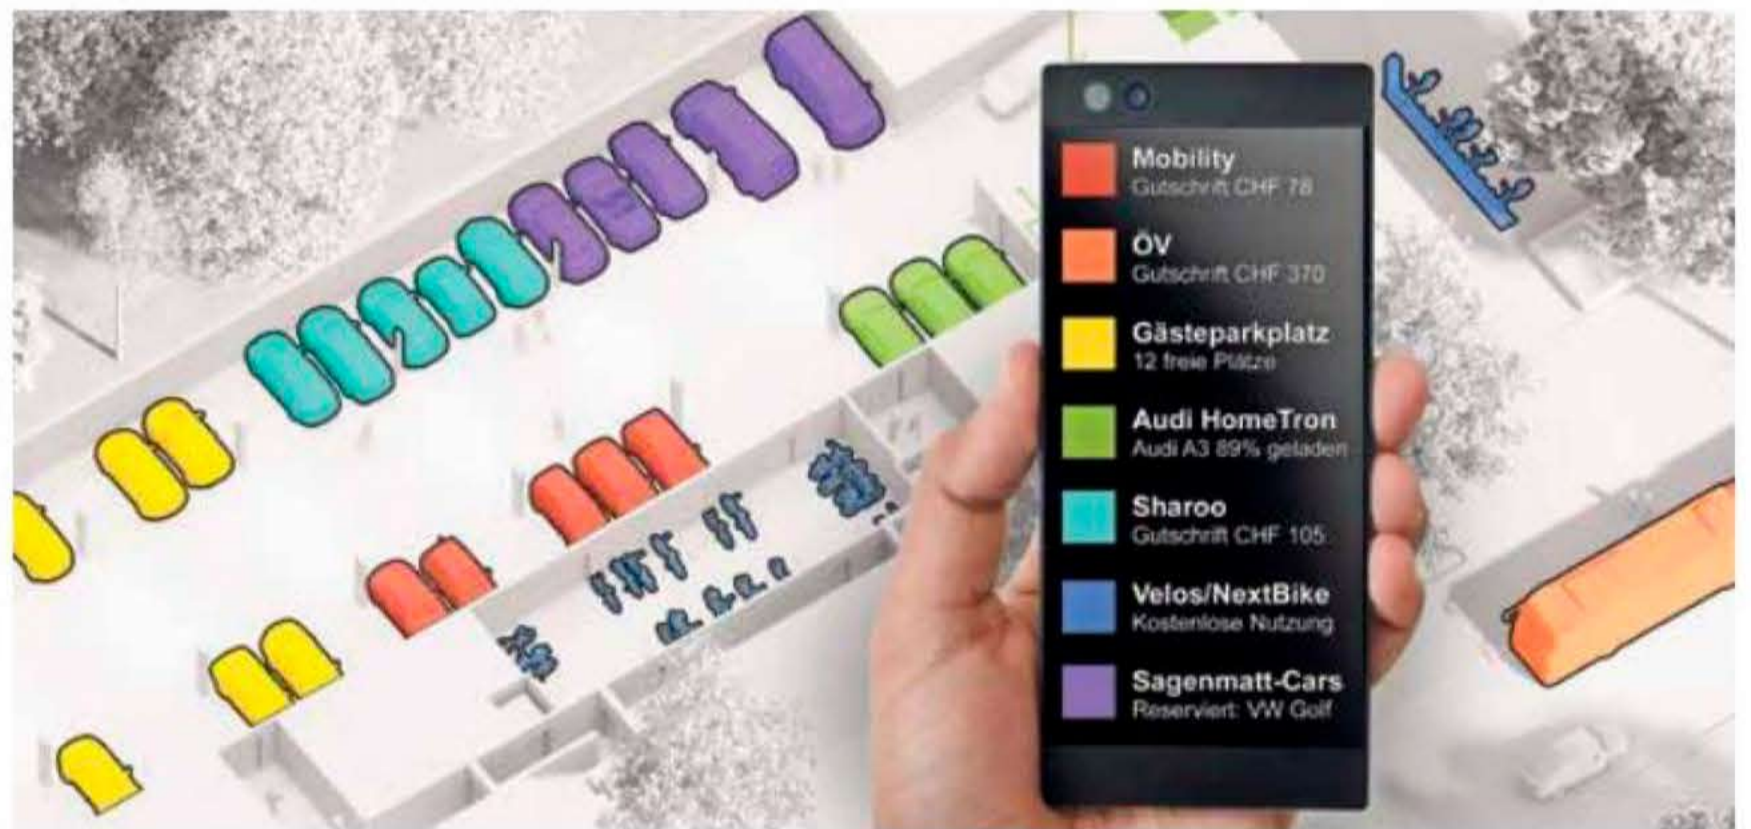 Mobility
Gutschrift CHF 78
ÖV
Gutschrift CHF 370
Gästeparkplatz
12 freie Plätze
Audi HomeTron
Audi A3 89% geladen
Sharoo
Gutschrift CHF 105
Velos/NextBike
Kostenlose Nutzung
Sagenmatt-Cars
Reserviert: VW Golf